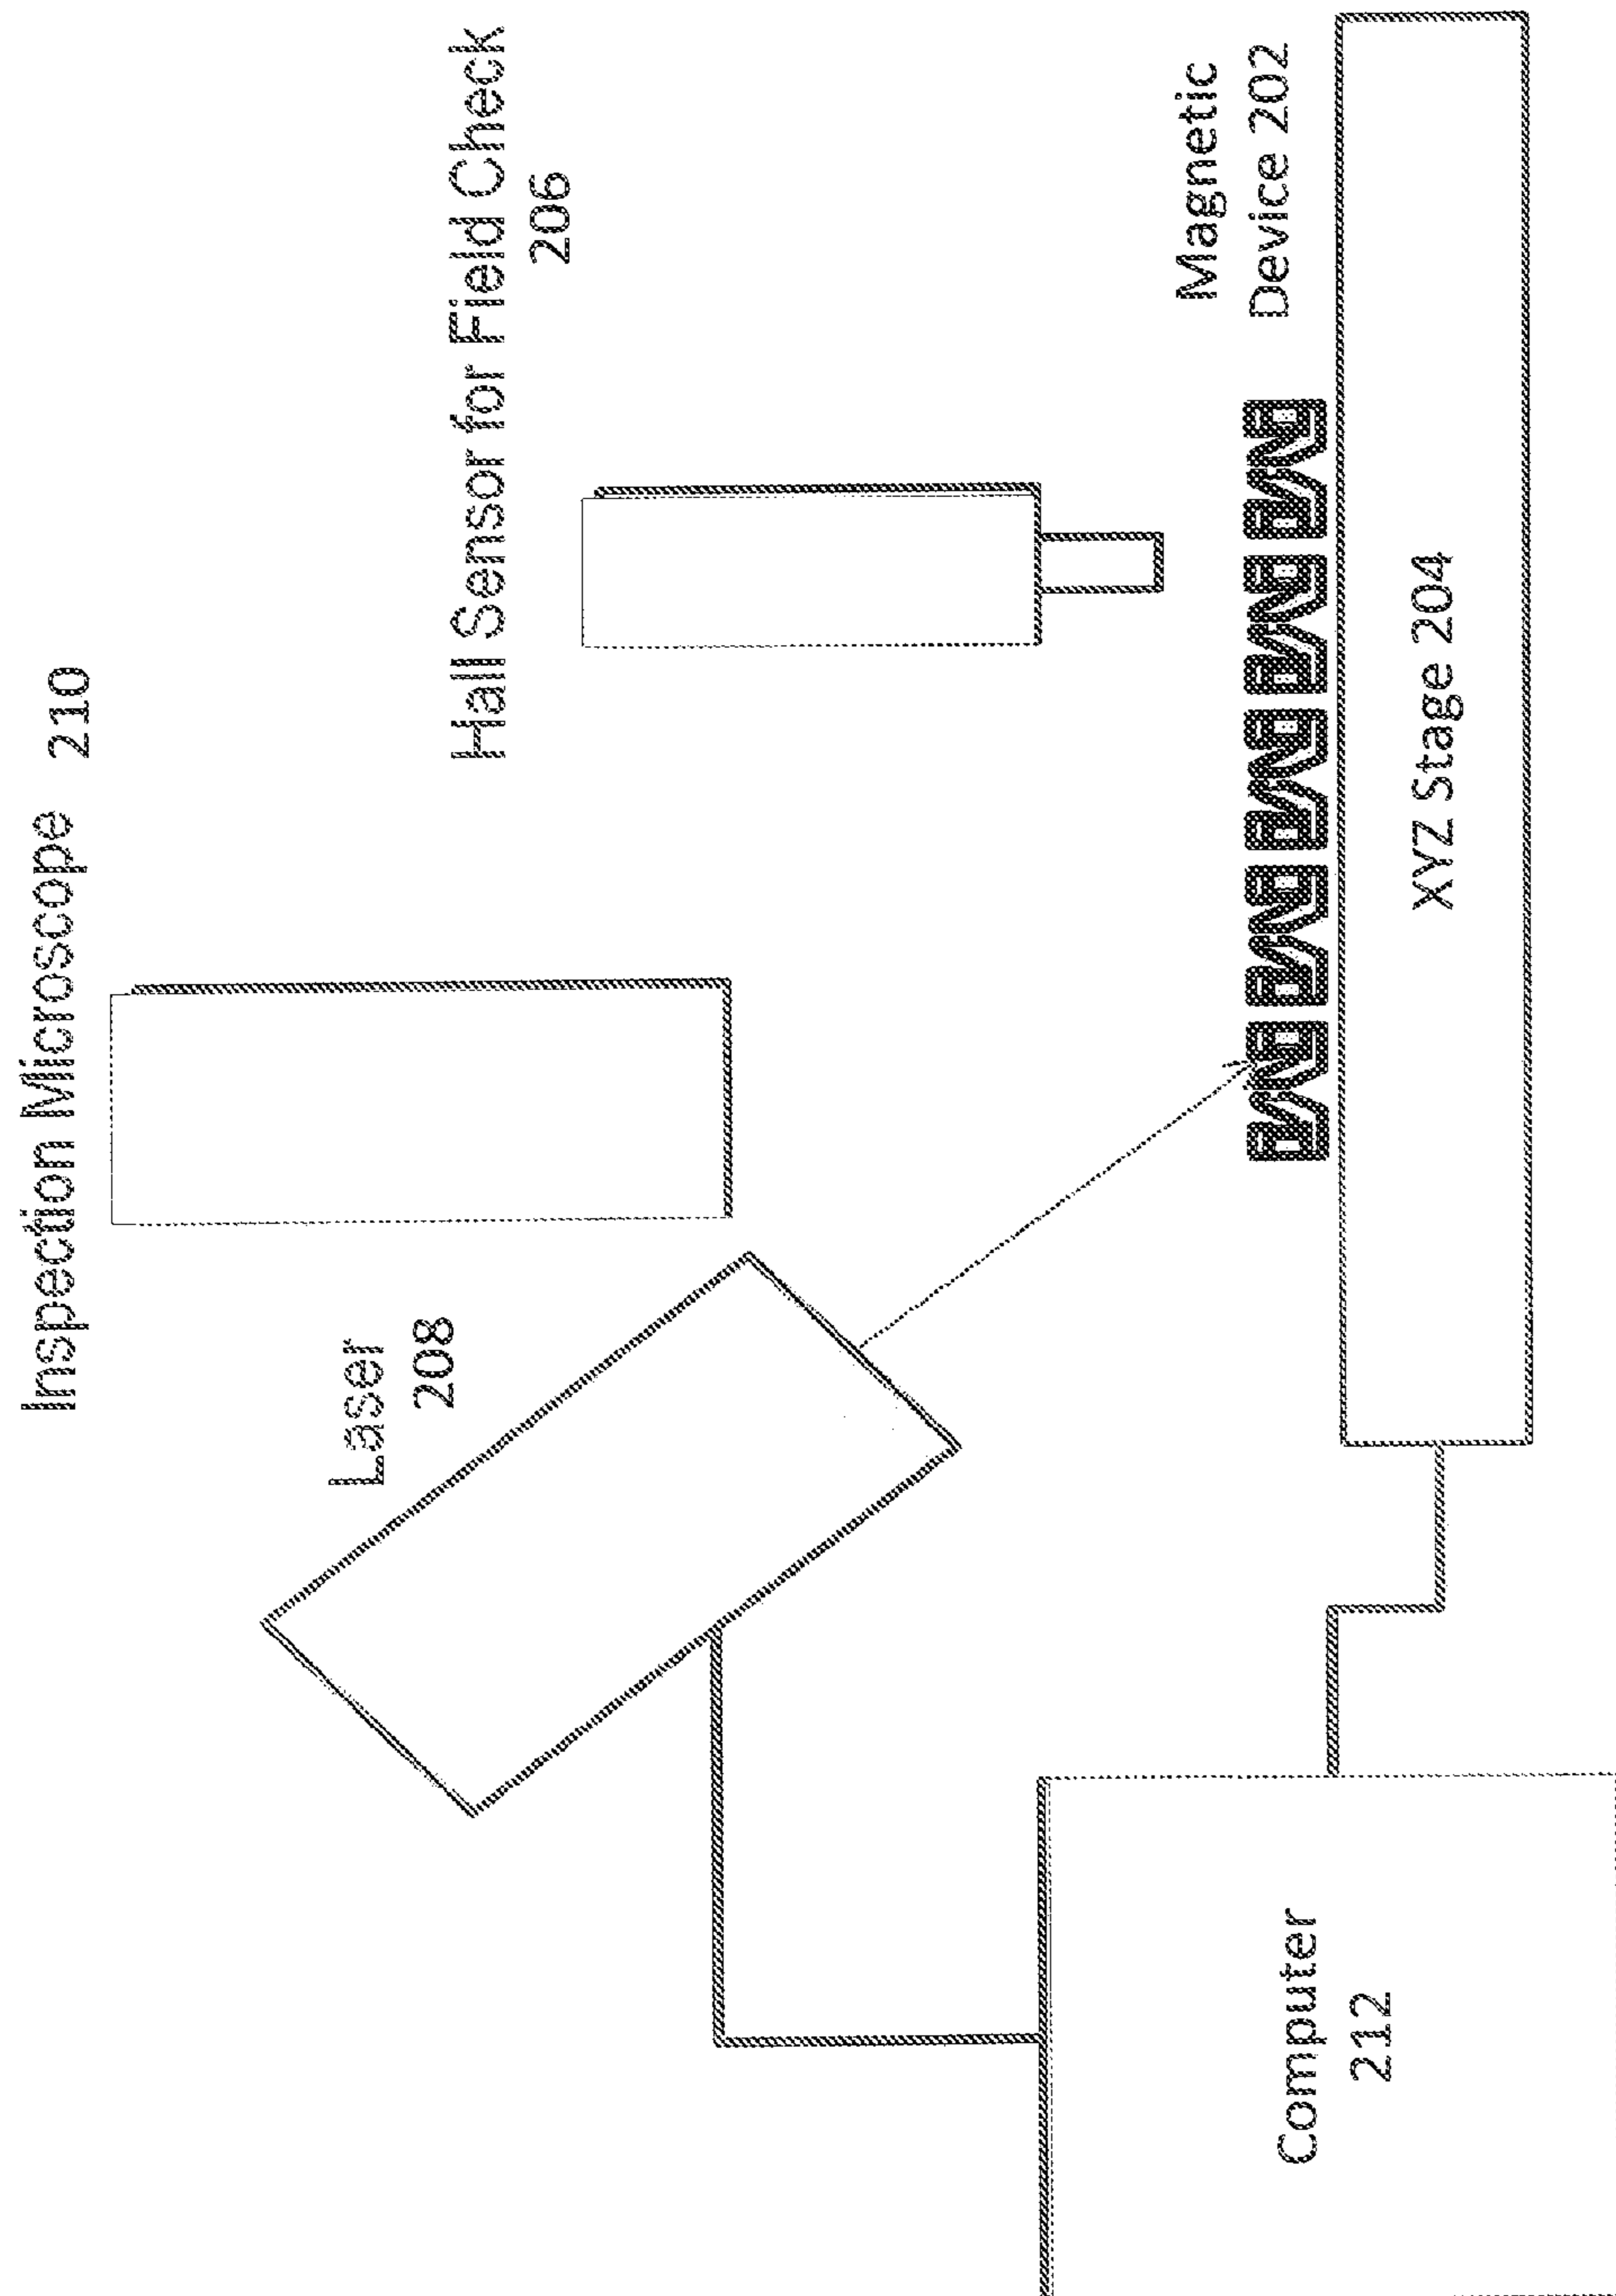 Inspection Microscope 210
Hall Sensor for Field Check
206
Laser
208
Magnetic
Device 202
XYZ Stage 204
Computer
212